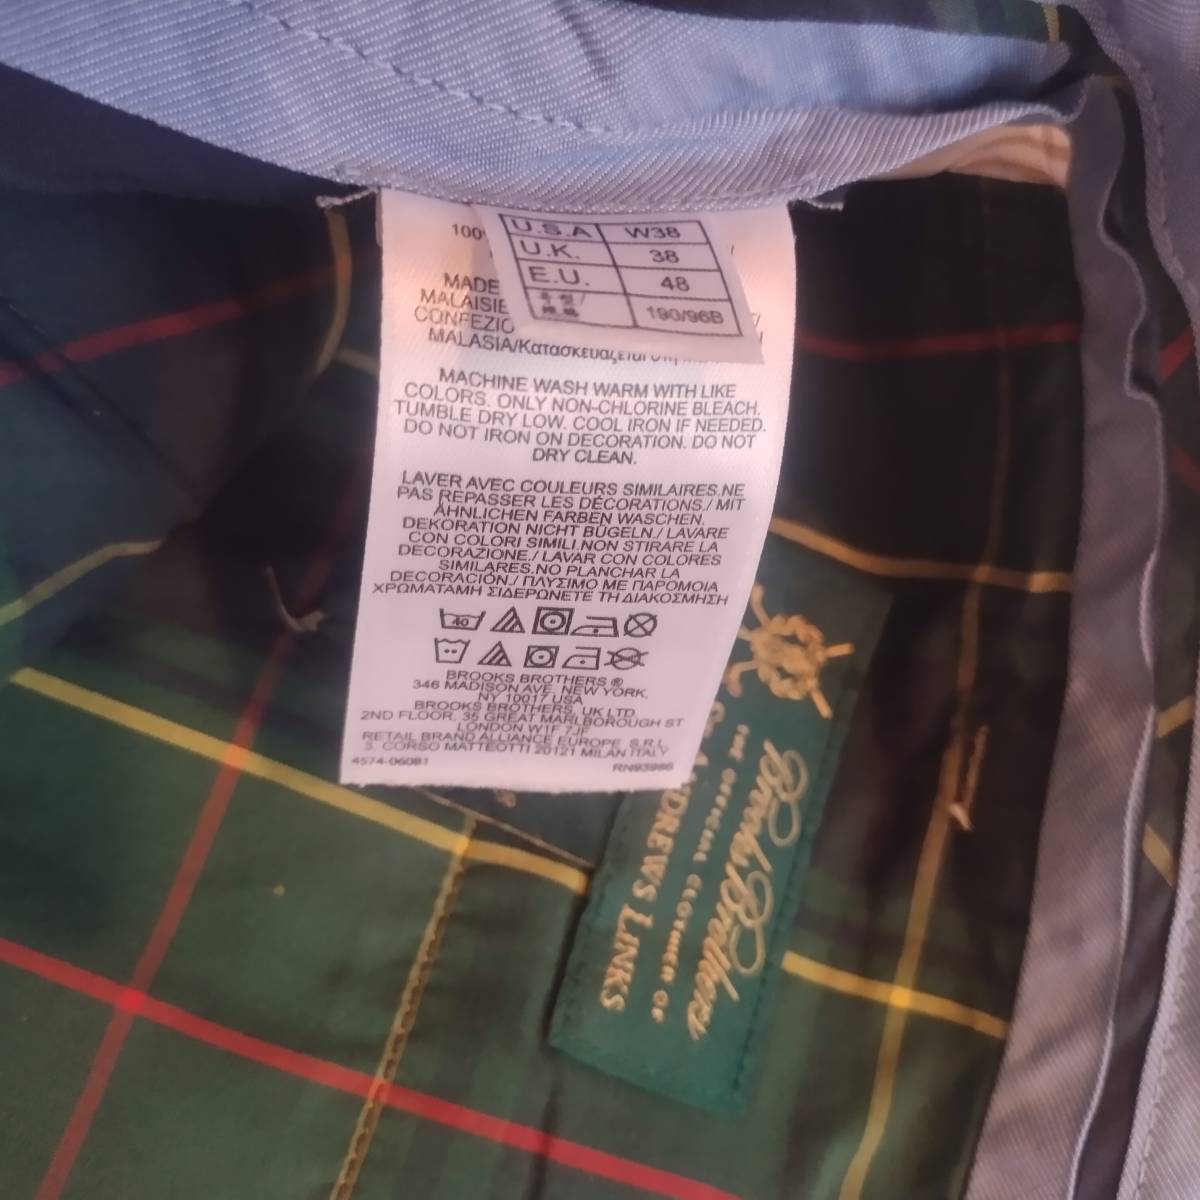 U.S.A W38
U.K. 38
E.U. 48
190/96B
100
MADE
MALAISIE
CONFEZIO
MALASIA/Κατασκευάζεται στη
MACHINE WASH WARM WITH LIKE
COLORS. ONLY NON-CHLORINE BLEACH.
TUMBLE DRY LOW. COOL IRON IF NEEDED.
DO NOT IRON ON DECORATION. DO NOT
DRY CLEAN.
LAVER AVEC COULEURS SIMILAIRES.NE
PAS REPASSER LES DÉCORATIONS./ MIT
ÄHNLICHEN FARBEN WASCHEN.
DEKORATION NICHT BÜGELN./ LAVARE
CON COLORI SIMILI.NON STIRARE LA
DECORAZIONE./ LAVAR CON COLORES
SIMILARES.NO PLANCHAR LA
DECORACIÓN./ ΠΛΥΣΙΜΟ ΜΕ ΠΑΡΟΜΟΙΑ
ΧΡΩΜΑΤΑΜΗ ΣΙΔΕΡΩΝΕΤΕ ΤΗ ΔΙΑΚΟΣΜΗΣΗ
40
BROOKS BROTHERS ®
346 MADISON AVE, NEW YORK,
NY 10017 USA
BROOKS BROTHERS, UK LTD.
2ND FLOOR, 35 GREAT MARLBOROUGH ST
LONDON W1F 7JF
RETAIL BRAND ALLIANCE EUROPE, S.R.L
3, CORSO MATTEOTTI 20121 MILAN ITALY
4574-06081 RN93986
Brooks Brothers
THE OFFICIAL CLOTHIER OF
ANDREWS LINKS